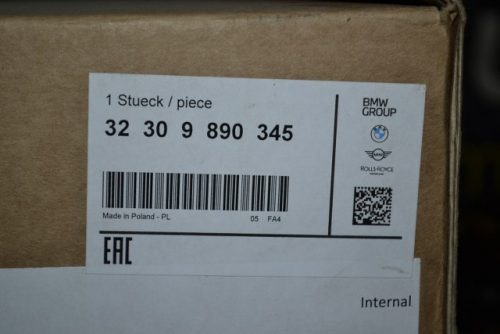 1 Stueck / piece
32 30 9 890 345
Made in Poland - PL 05 FA4
EAC
BMW
GROUP
MINI
ROLLS-ROYCE
Internal